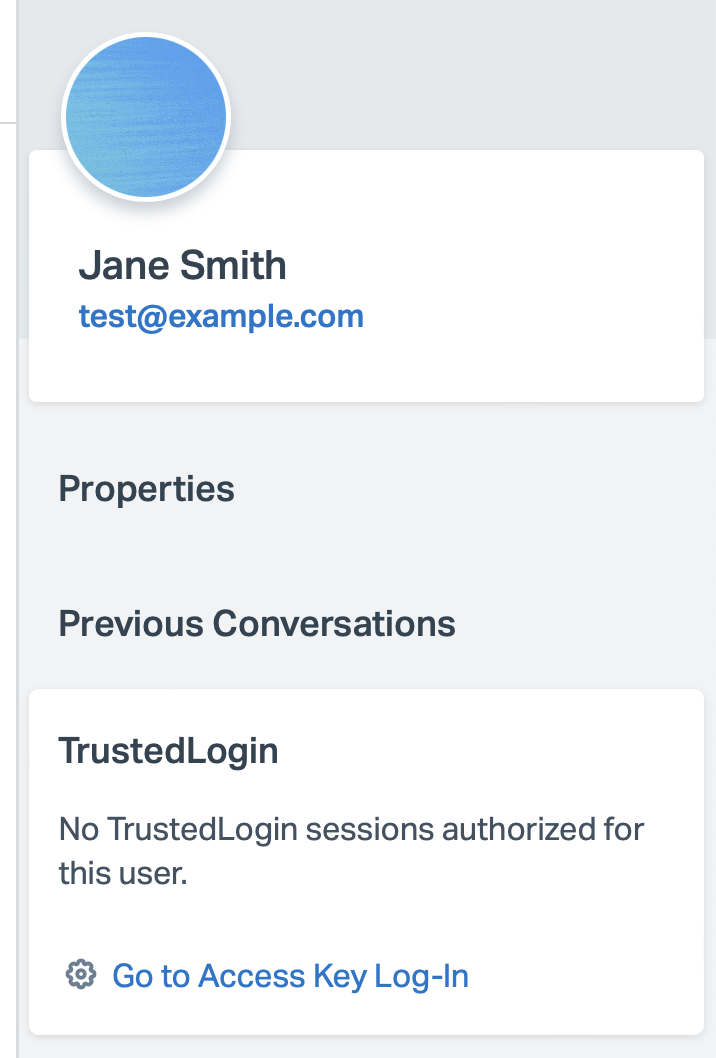 Jane Smith
test@example.com
Properties
Previous Conversations
TrustedLogin
No TrustedLogin sessions authorized for
this user.
Go to Access Key Log-In